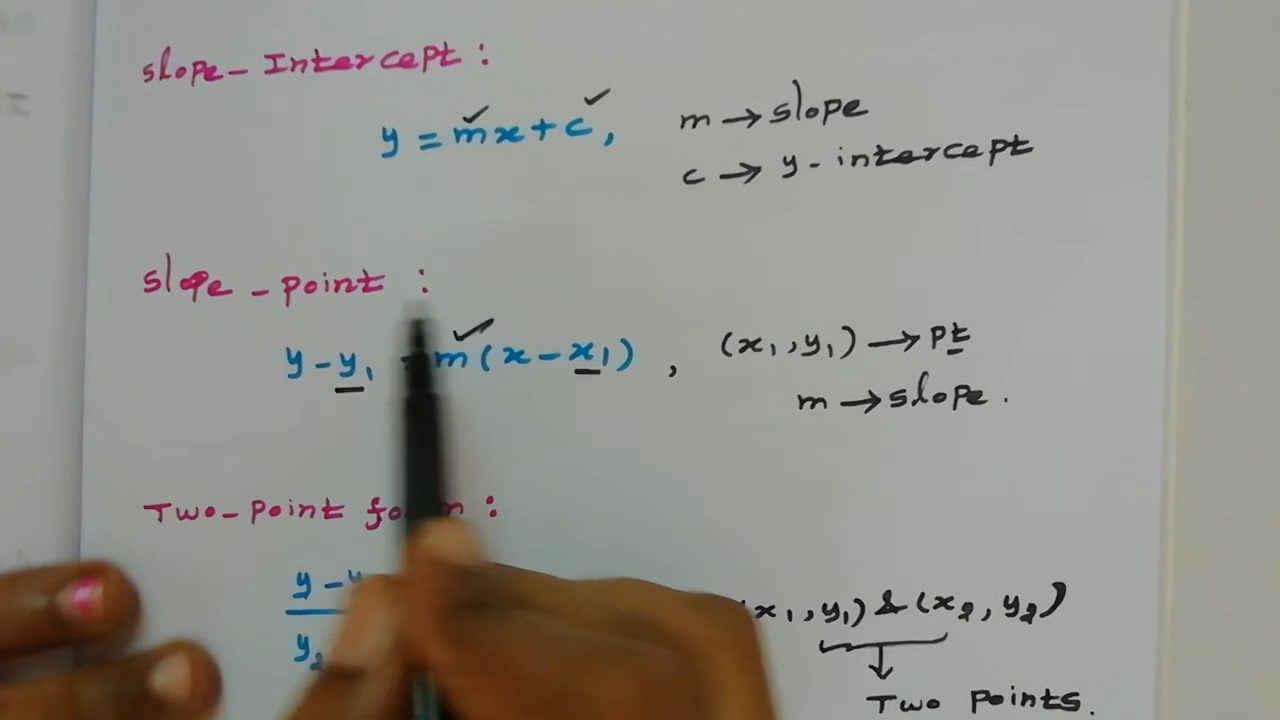 slope-Intercept :
y = mx + c, m → slope
c → y-intercept
slope-point :
y - y₁ = m(x - x₁), (x₁, y₁) → pt
m → slope.
Two-point :
y - y
y₂ (x₁, y₁) & (x₂, y₂)
↓
Two points.